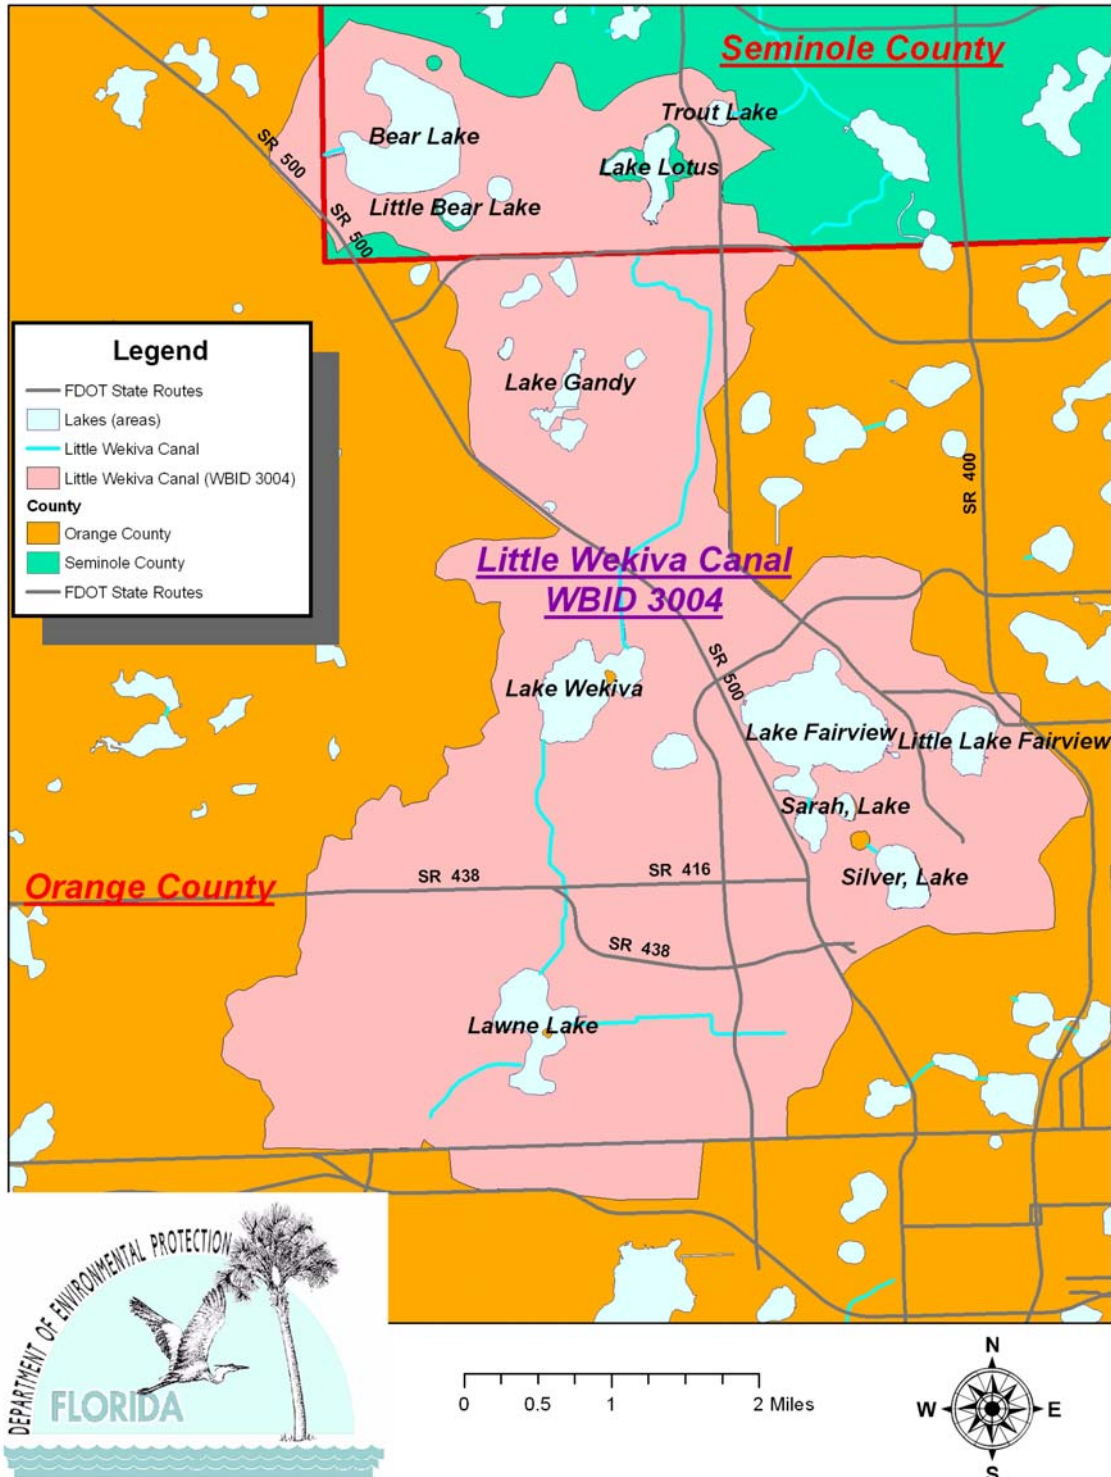 Seminole County
Trout Lake
Bear Lake
SR 500
Lake Lotus
Little Bear Lake
SR 500
Legend
FDOT State Routes
Lakes (areas)
Little Wekiva Canal
Little Wekiva Canal (WBID 3004)
County
Orange County
Seminole County
FDOT State Routes
Lake Gandy
SR 400
Little Wekiva Canal
WBID 3004
SR 500
Lake Wekiva
Lake Fairview
Little Lake Fairview
Sarah, Lake
Orange County
SR 438
SR 416
Silver, Lake
SR 438
Lawne Lake
DEPARTMENT OF ENVIRONMENTAL PROTECTION
FLORIDA
0 0.5 1 2 Miles
N
W E
S